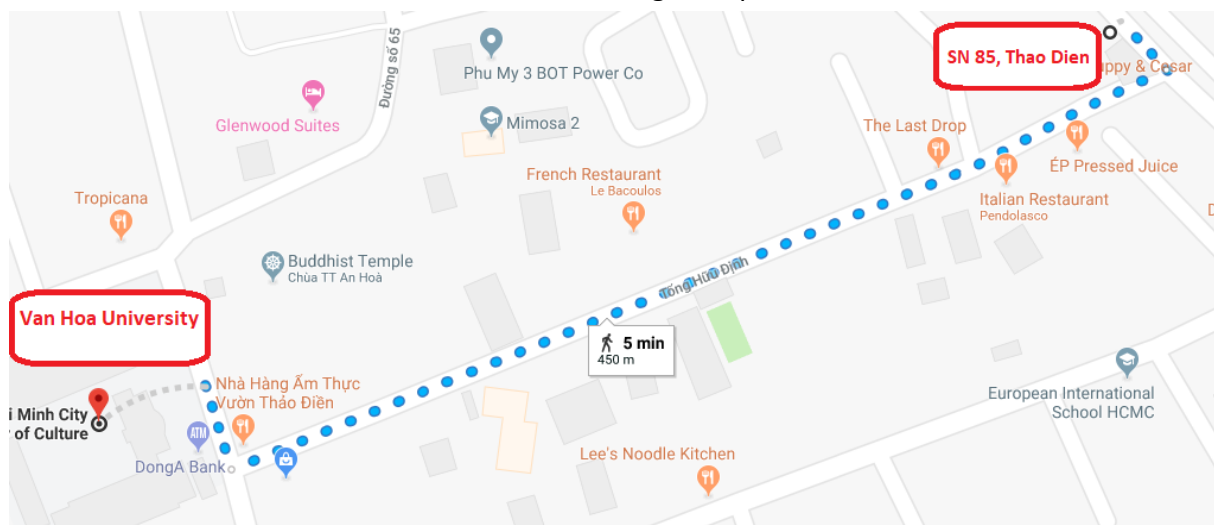 Đường số 65
Phu My 3 BOT Power Co
SN 85, Thao Dien
ppy & Cesar
Glenwood Suites
Mimosa 2
The Last Drop
ÉP Pressed Juice
French Restaurant
Le Bacoulos
Italian Restaurant
Pendolasco
Tropicana
Buddhist Temple
Chùa TT An Hoà
Tống Hữu Định
Van Hoa University
5 min
450 m
Nhà Hàng Ẩm Thực
Vườn Thảo Điền
i Minh City
of Culture
ATM
DongA Bank
European International
School HCMC
Lee's Noodle Kitchen